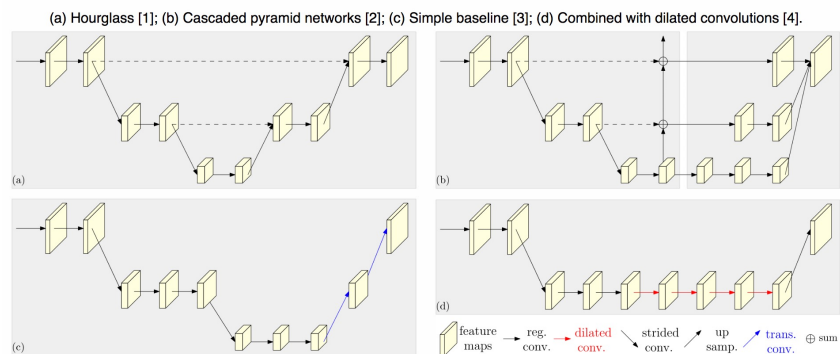 (a) Hourglass [1]; (b) Cascaded pyramid networks [2]; (c) Simple baseline [3]; (d) Combined with dilated convolutions [4].
(a)
(b)
(c)
(d)
feature maps
reg. conv.
dilated conv.
strided conv.
up samp.
trans. conv.
sum